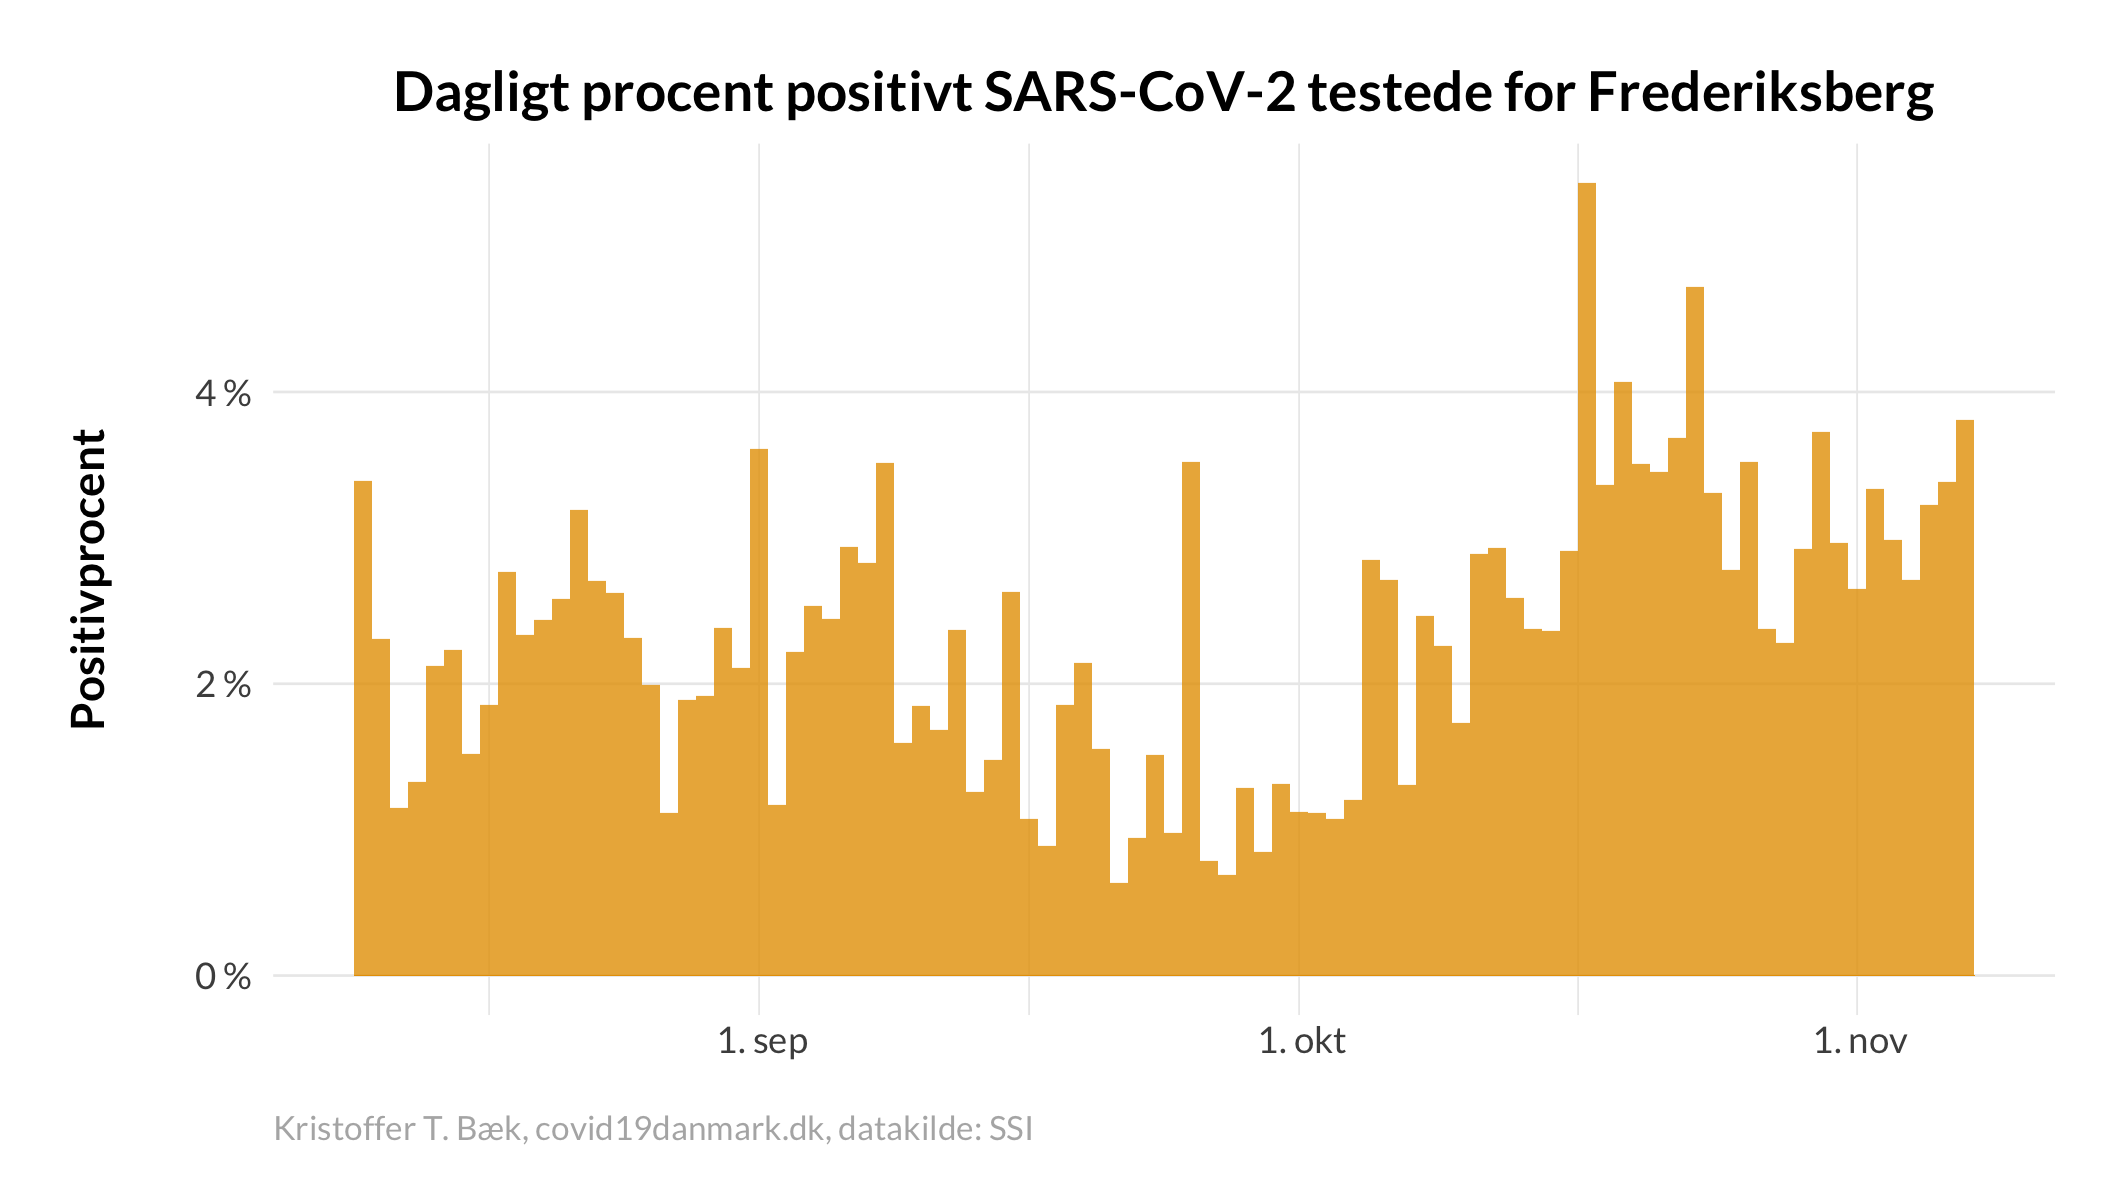 Dagligt procent positivt SARS-CoV-2 testede for Frederiksberg
Positivprocent
4 %
2 %
0 %
1. sep
1. okt
1. nov
Kristoffer T. Bæk, covid19danmark.dk, datakilde: SSI